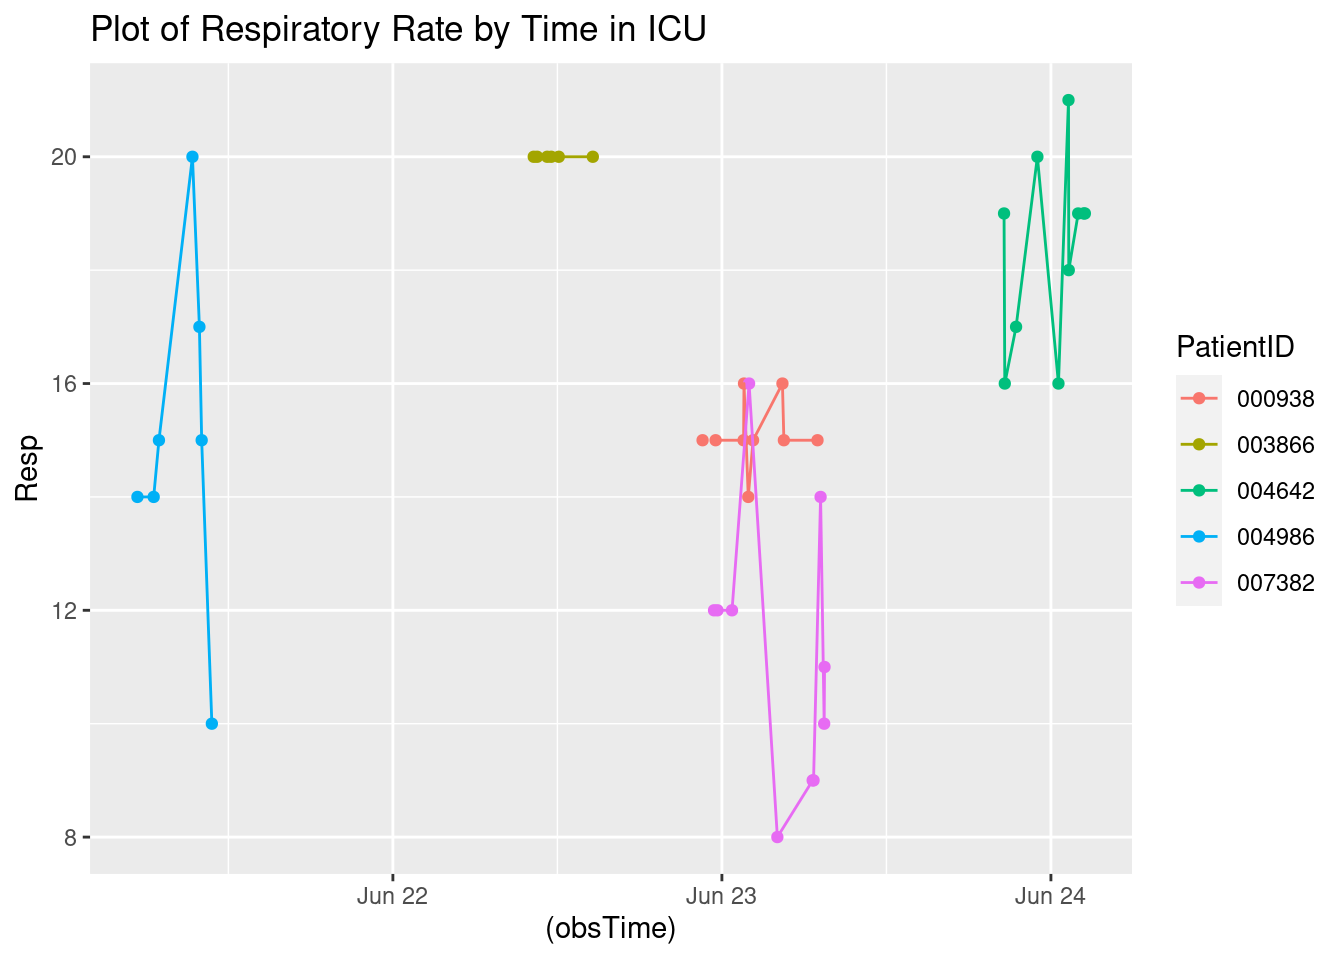 Plot of Respiratory Rate by Time in ICU
20
16
12
8
Resp
Jun 22
Jun 23
Jun 24
(obsTime)
PatientID
000938
003866
004642
004986
007382